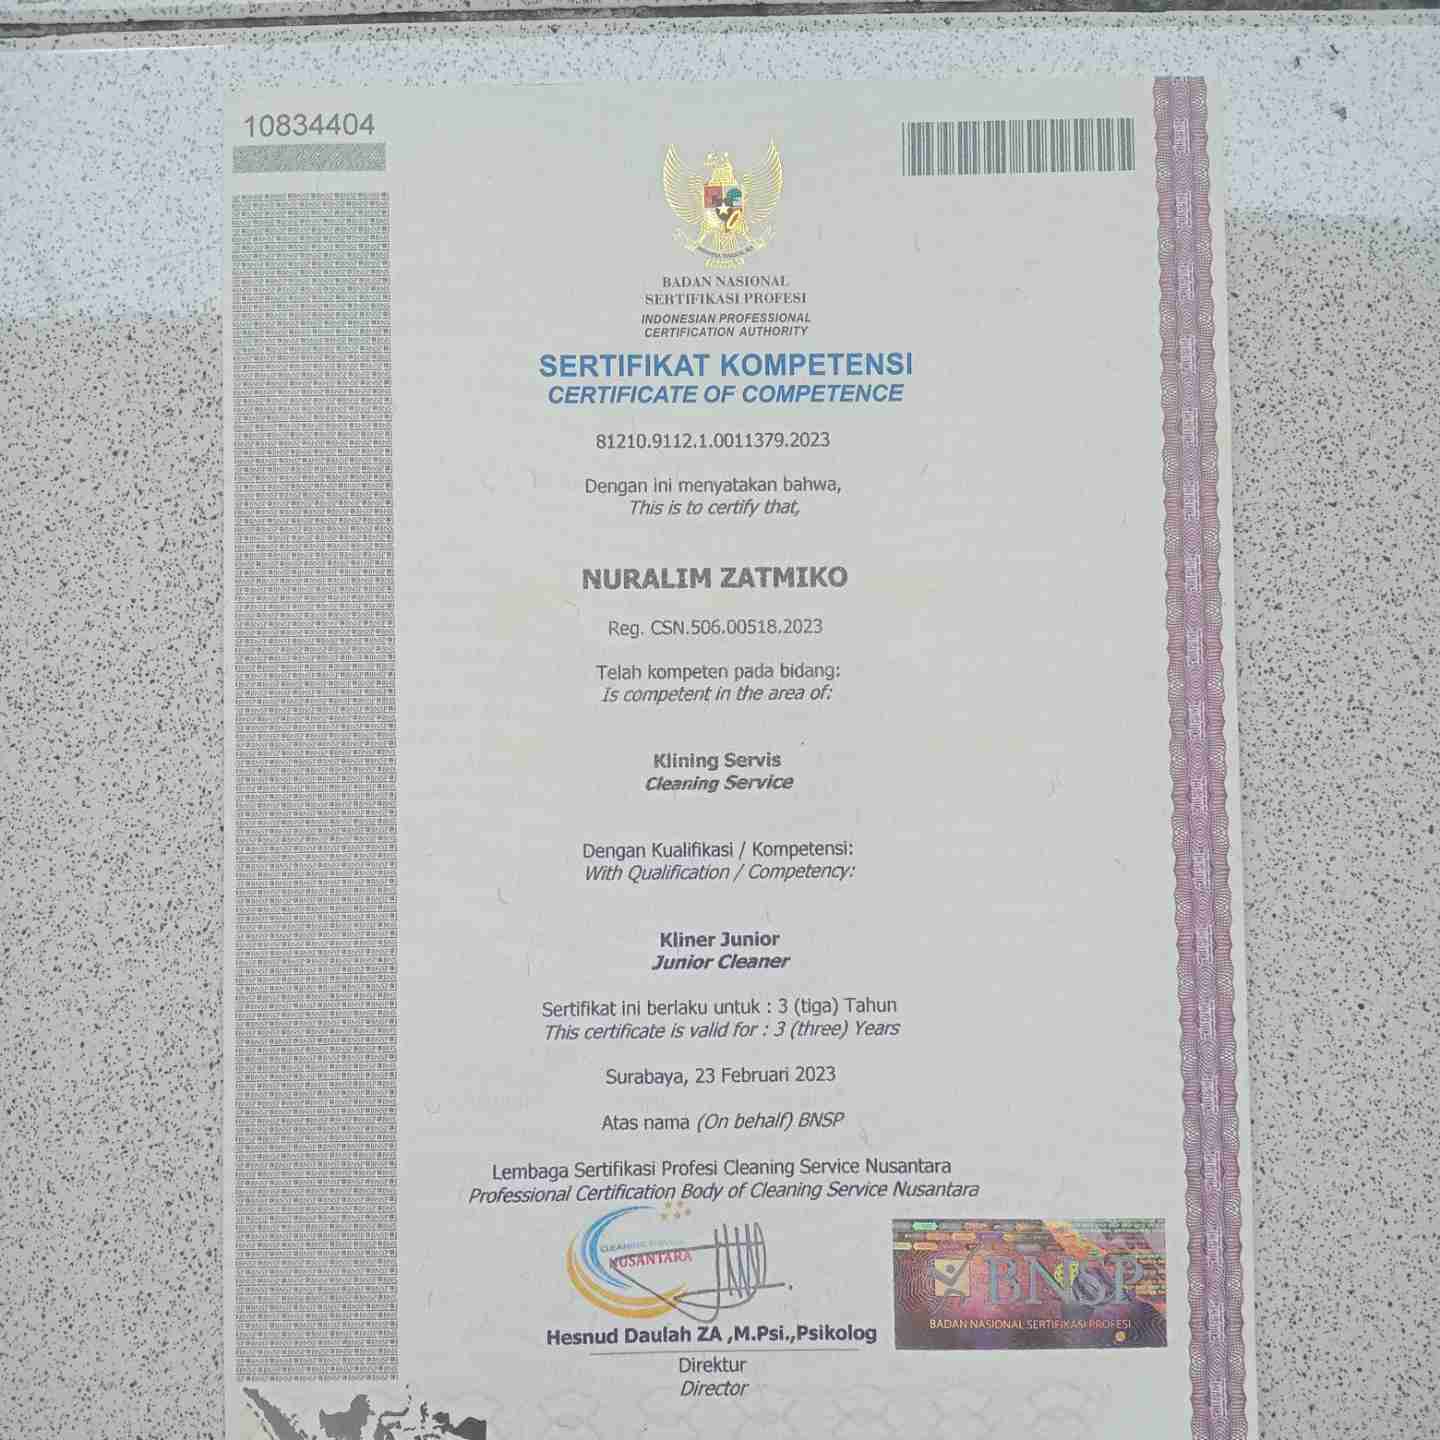 10834404
BADAN NASIONAL
SERTIFIKASI PROFESI
INDONESIAN PROFESSIONAL
CERTIFICATION AUTHORITY
SERTIFIKAT KOMPETENSI
CERTIFICATE OF COMPETENCE
81210.9112.1.0011379.2023
Dengan ini menyatakan bahwa,
This is to certify that,
NURALIM ZATMIKO
Reg. CSN.506.00518.2023
Telah kompeten pada bidang:
Is competent in the area of:
Klining Servis
Cleaning Service
Dengan Kualifikasi / Kompetensi:
With Qualification / Competency:
Kliner Junior
Junior Cleaner
Sertifikat ini berlaku untuk : 3 (tiga) Tahun
This certificate is valid for : 3 (three) Years
Surabaya, 23 Februari 2023
Atas nama (On behalf) BNSP
Lembaga Sertifikasi Profesi Cleaning Service Nusantara
Professional Certification Body of Cleaning Service Nusantara
CLEANING SERVICE
NUSANTARA
BNSP
BADAN NASIONAL SERTIFIKASI PROFESI
Hesnud Daulah ZA ,M.Psi.,Psikolog
Direktur
Director